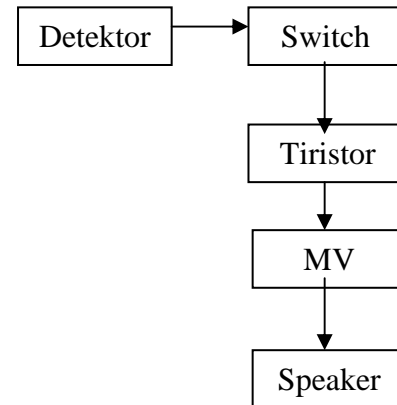 Detektor
Switch
Tiristor
MV
Speaker